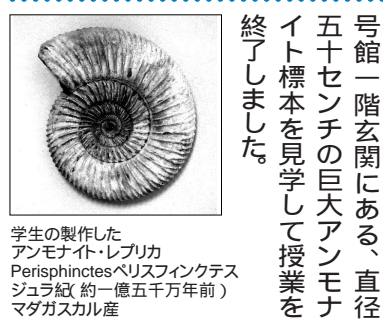 号館一階玄関にある、直径
五十センチの巨大アンモナ
イト標本を見学して授業を
終了しました。
学生の製作した
アンモナイト・レプリカ
Perisphinctesペリスフィンクテス
ジュラ紀(約一億五千万年前)
マダガスカル産